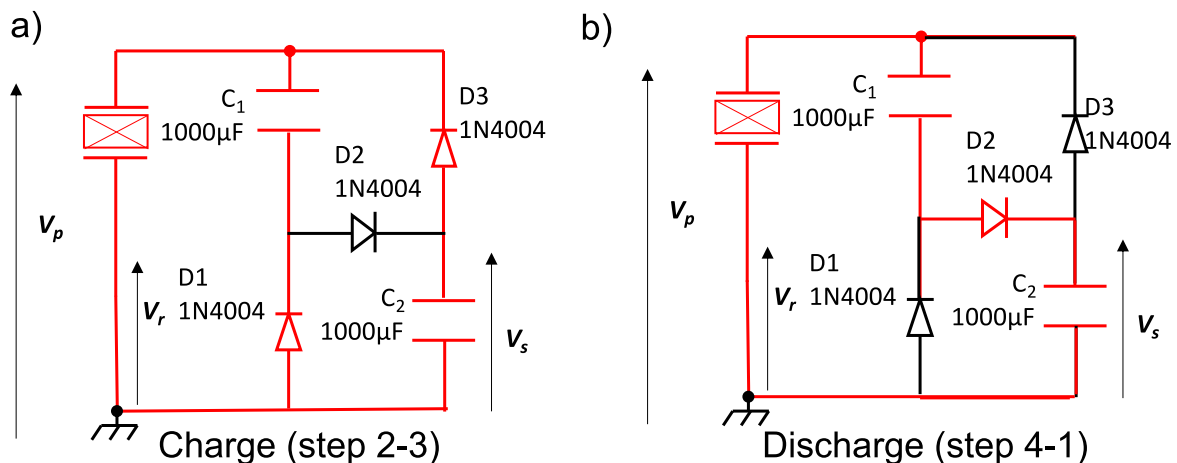 a)
C1
1000µF
D3
1N4004
D2
1N4004
Vp
D1
1N4004
Vr
C2
1000µF
Vs
Charge (step 2-3)
b)
C1
1000µF
D3
1N4004
D2
1N4004
Vp
D1
1N4004
Vr
C2
1000µF
Vs
Discharge (step 4-1)